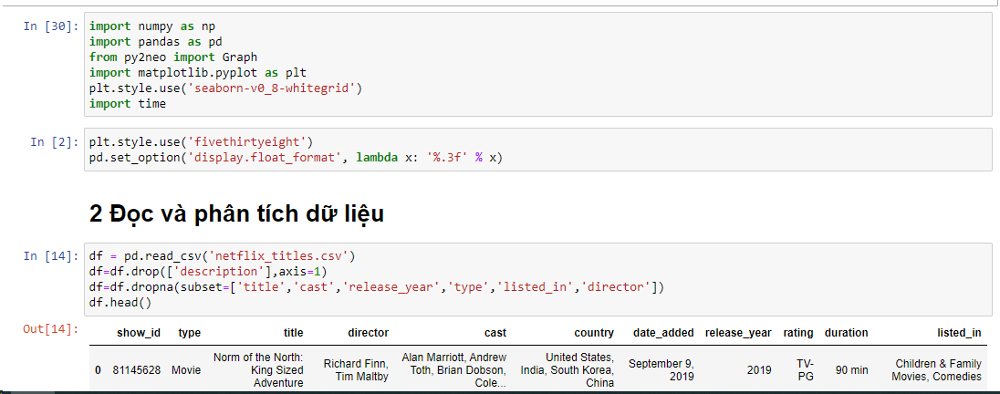 In [30]: import numpy as np
import pandas as pd
from py2neo import Graph
import matplotlib.pyplot as plt
plt.style.use('seaborn-v0_8-whitegrid')
import time
In [2]: plt.style.use('fivethirtyeight')
pd.set_option('display.float_format', lambda x: '%.3f' % x)
2 Đọc và phân tích dữ liệu
In [14]: df = pd.read_csv('netflix_titles.csv')
df=df.drop(['description'],axis=1)
df=df.dropna(subset=['title','cast','release_year','type','listed_in','director'])
df.head()
Out[14]: show_id type title director cast country date_added release_year rating duration listed_in
Norm of the North: Alan Marriott, Andrew United States, TV-
0 81145628 Movie King Sized Richard Finn, Toth, Brian Dobson, India, South Korea, September 9, 2019 PG 90 min Children & Family
Adventure Tim Maltby Cole... China 2019 Movies, Comedies